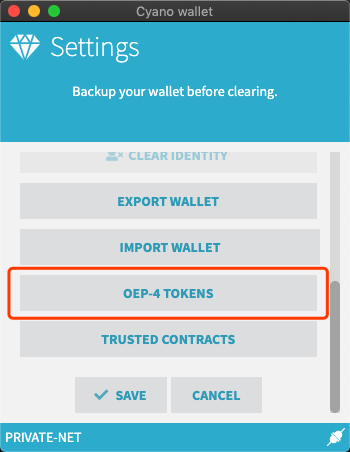 Cyano wallet
Settings
Backup your wallet before clearing.
CLEAR IDENTITY
EXPORT WALLET
IMPORT WALLET
OEP-4 TOKENS
TRUSTED CONTRACTS
SAVE
CANCEL
PRIVATE-NET